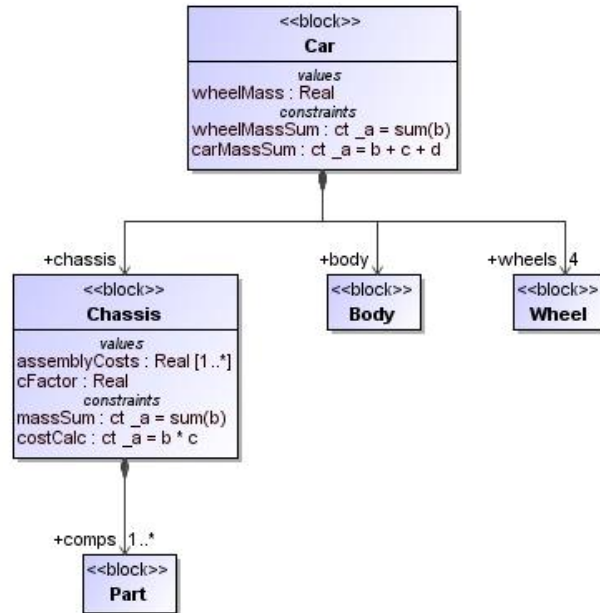 <<block>>
Car
values
wheelMass : Real
constraints
wheelMassSum : ct _a = sum(b)
carMassSum : ct _a = b + c + d
+chassis
+body
+wheels 4
<<block>>
Chassis
values
assemblyCosts : Real [1..*]
cFactor : Real
constraints
massSum : ct _a = sum(b)
costCalc : ct _a = b * c
<<block>>
Body
<<block>>
Wheel
+comps 1..*
<<block>>
Part